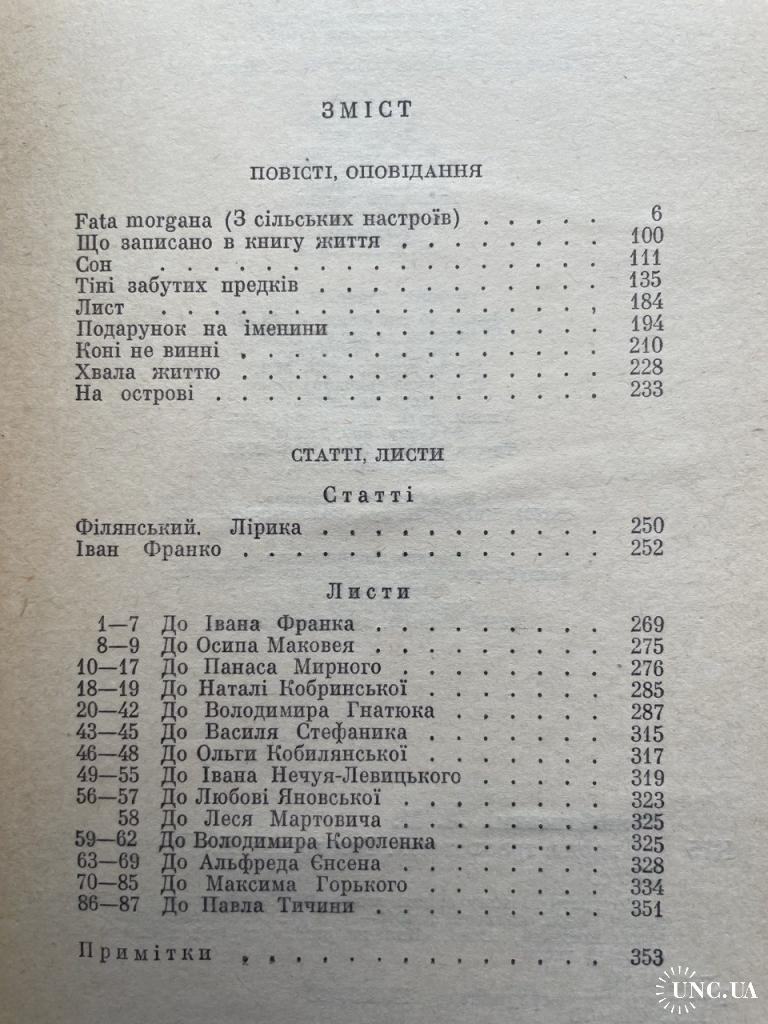 ЗМІСТ
ПОВІСТІ, ОПОВІДАННЯ
Fata morgana (З сільських настроїв) . . . . . 6
Що записано в книгу життя . . . . . . . . 100
Сон . . . . . . . . . . . . . . . . . 111
Тіні забутих предків . . . . . . . . . . . 135
Лист . . . . . . . . . . . . . . . . . 184
Подарунок на іменини . . . . . . . . . . 194
Коні не винні . . . . . . . . . . . . . . 210
Хвала життю . . . . . . . . . . . . . . 228
На острові . . . . . . . . . . . . . . . 233
СТАТТІ, ЛИСТИ
Статті
Філянський. Лірика . . . . . . . . . . . 250
Іван Франко . . . . . . . . . . . . . . 252
Листи
1—7 До Івана Франка . . . . . . . . . 269
8—9 До Осипа Маковея . . . . . . . . . 275
10—17 До Панаса Мирного . . . . . . . . 276
18—19 До Наталі Кобринської . . . . . . . 285
20—42 До Володимира Гнатюка . . . . . . 287
43—45 До Василя Стефаника . . . . . . . 315
46—48 До Ольги Кобилянської . . . . . . . 317
49—55 До Івана Нечуя-Левицького . . . . . 319
56—57 До Любові Яновської . . . . . . . . 323
58 До Леся Мартовича . . . . . . . . 325
59—62 До Володимира Короленка . . . . . . 325
63—69 До Альфреда Єнсена . . . . . . . . 328
70—85 До Максима Горького . . . . . . . 334
86—87 До Павла Тичини . . . . . . . . . 351
Примітки . . . . . . . . . . . . . . 353
UNC.UA